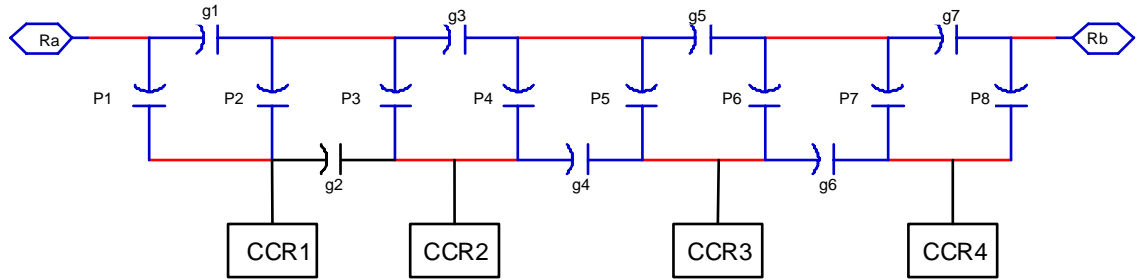 g1 g3 g5 g7
Ra Rb
P1 P2 P3 P4 P5 P6 P7 P8
g2 g4 g6
CCR1 CCR2 CCR3 CCR4